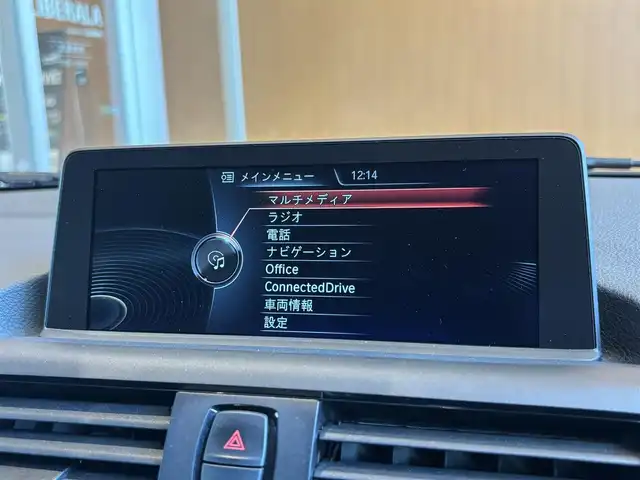 LIBERALA
メインメニュー 12:14
マルチメディア
ラジオ
電話
ナビゲーション
Office
ConnectedDrive
車両情報
設定